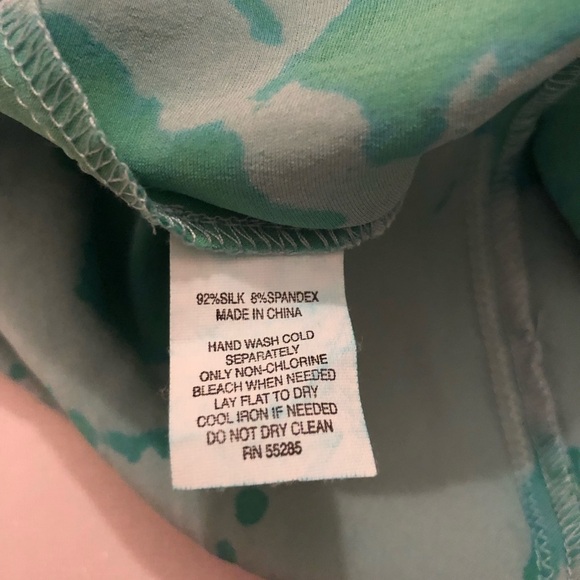 92%SILK 8%SPANDEX
MADE IN CHINA
HAND WASH COLD
SEPARATELY
ONLY NON-CHLORINE
BLEACH WHEN NEEDED
LAY FLAT TO DRY
COOL IRON IF NEEDED
DO NOT DRY CLEAN
RN 55285